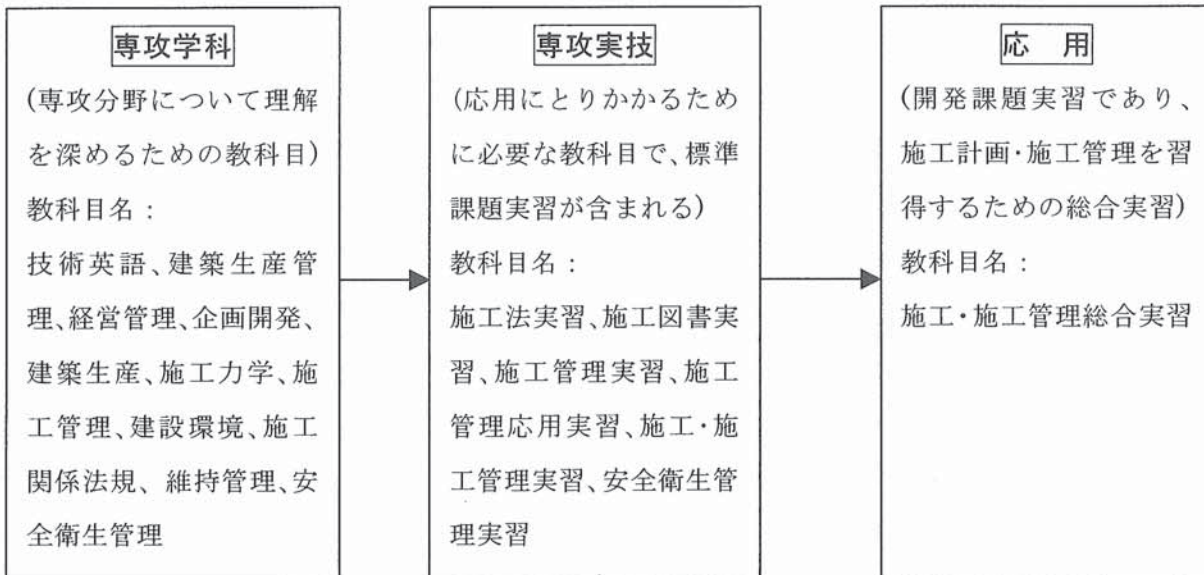 専攻学科
(専攻分野について理解
を深めるための教科目)
教科目名：
技術英語、建築生産管
理、経営管理、企画開発、
建築生産、施工力学、施
工管理、建設環境、施工
関係法規、維持管理、安
全衛生管理
専攻実技
(応用にとりかかるため
に必要な教科目で、標準
課題実習が含まれる)
教科目名：
施工法実習、施工図書実
習、施工管理実習、施工
管理応用実習、施工・施
工管理実習、安全衛生管
理実習
応　用
(開発課題実習であり、
施工計画・施工管理を習
得するための総合実習)
教科目名：
施工・施工管理総合実習